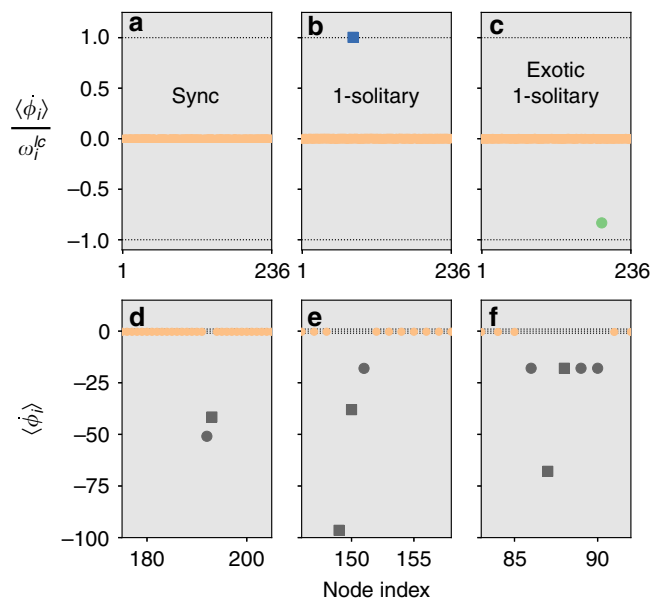 a
b
c
1.0
0.5
0.0
−0.5
−1.0
⟨ϕ̇ᵢ⟩
ωᵢˡᶜ
Sync
1-solitary
Exotic
1-solitary
1 236 1 236 1 236
d
e
f
0
−25
−50
−75
−100
⟨ϕ̇ᵢ⟩
180 200 150 155 85 90
Node index